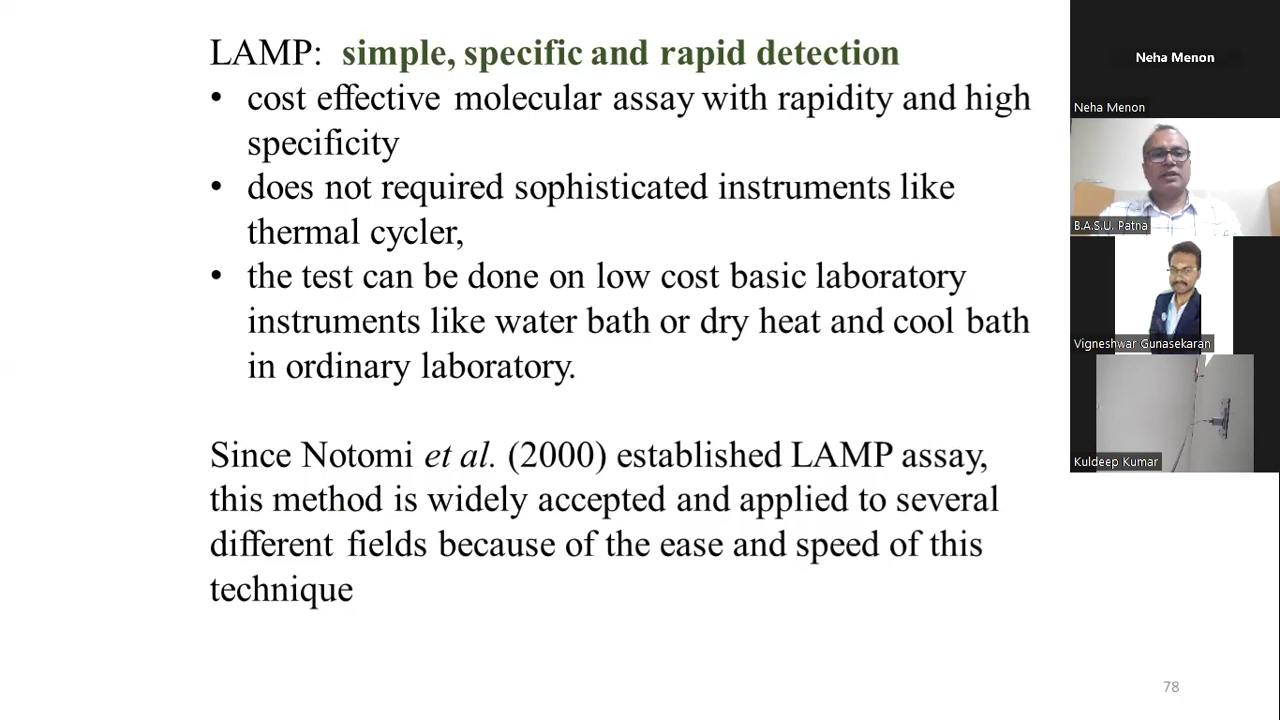 LAMP: simple, specific and rapid detection
• cost effective molecular assay with rapidity and high
specificity
• does not required sophisticated instruments like
thermal cycler,
• the test can be done on low cost basic laboratory
instruments like water bath or dry heat and cool bath
in ordinary laboratory.
Since Notomi et al. (2000) established LAMP assay,
this method is widely accepted and applied to several
different fields because of the ease and speed of this
technique
78
Neha Menon
Neha Menon
B.A.S.U. Patna
Vigneshwar Gunasekaran
Kuldeep Kumar